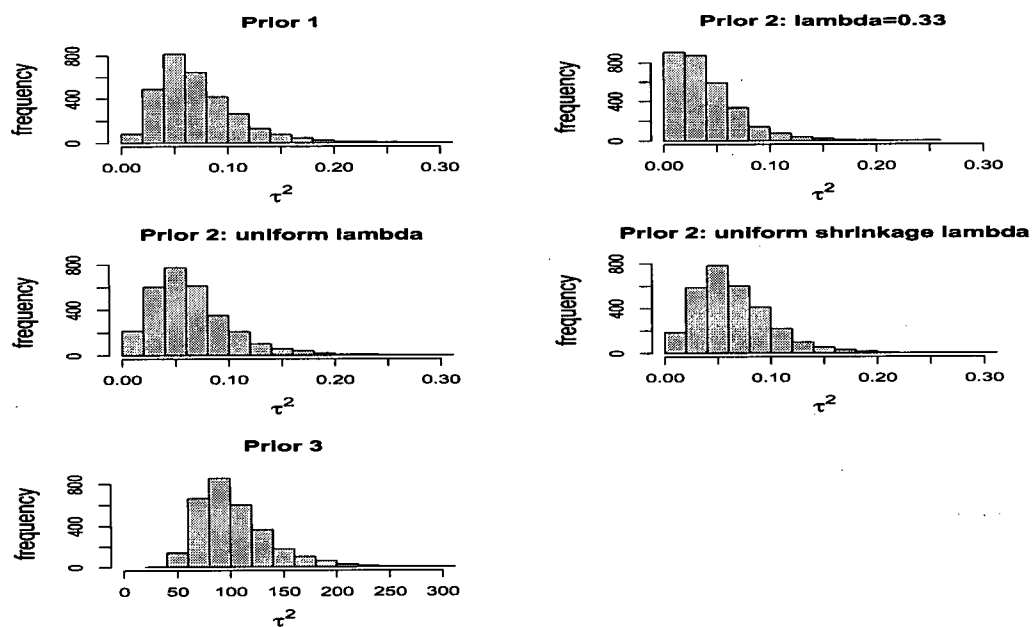 Prior 1
frequency
0 400 800
0.00 0.10 0.20 0.30
τ²
Prior 2: lambda=0.33
frequency
0 400 800
0.00 0.10 0.20 0.30
τ²
Prior 2: uniform lambda
frequency
0 400 800
0.00 0.10 0.20 0.30
τ²
Prior 2: uniform shrinkage lambda
frequency
0 400 800
0.00 0.10 0.20 0.30
τ²
Prior 3
frequency
0 400 800
0 50 100 150 200 250 300
τ²